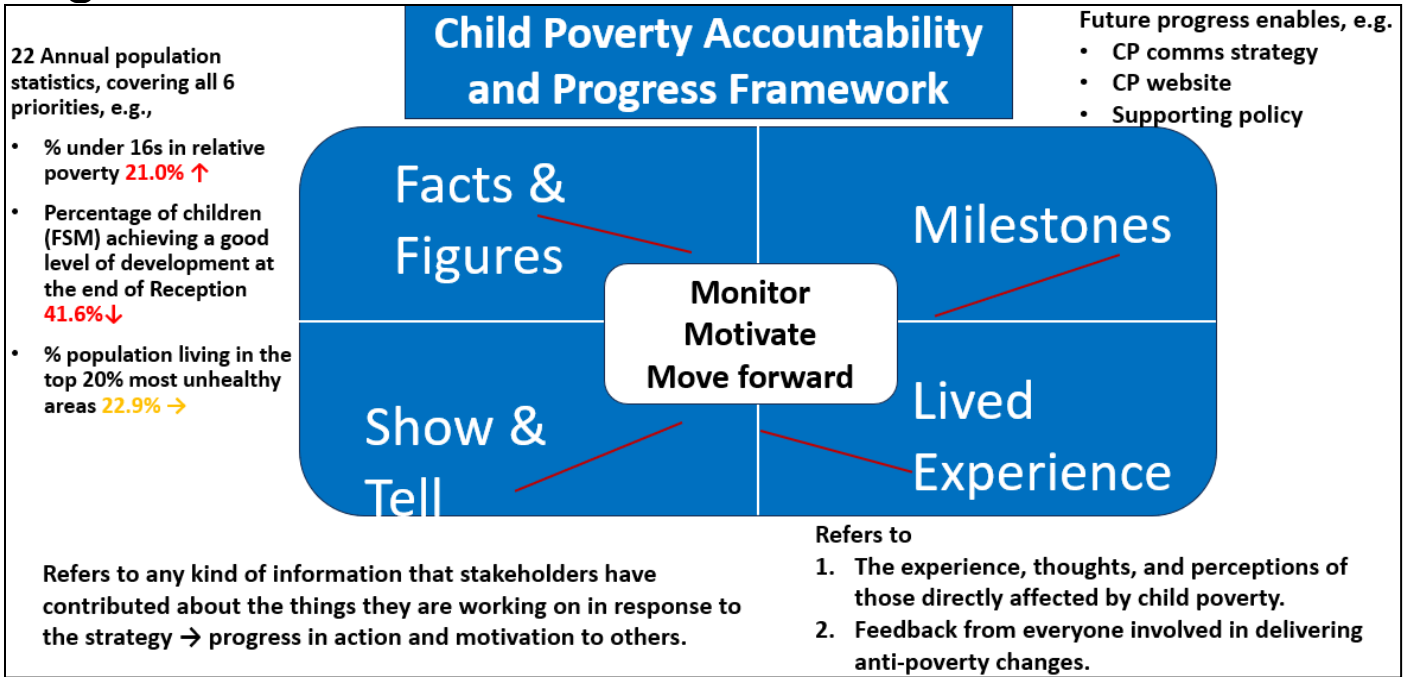 Child Poverty Accountability
and Progress Framework
22 Annual population
statistics, covering all 6
priorities, e.g.,
• % under 16s in relative
poverty 21.0% ↑
• Percentage of children
(FSM) achieving a good
level of development at
the end of Reception
41.6%↓
• % population living in the
top 20% most unhealthy
areas 22.9% →
Future progress enables, e.g.
• CP comms strategy
• CP website
• Supporting policy
Facts &
Figures
Milestones
Monitor
Motivate
Move forward
Show &
Tell
Lived
Experience
Refers to any kind of information that stakeholders have
contributed about the things they are working on in response to
the strategy → progress in action and motivation to others.
Refers to
1. The experience, thoughts, and perceptions of
those directly affected by child poverty.
2. Feedback from everyone involved in delivering
anti-poverty changes.